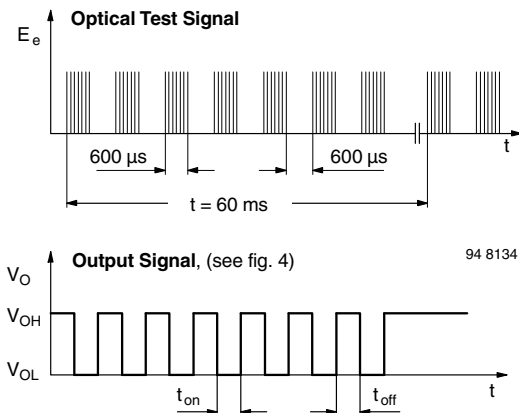 Optical Test Signal
E e
t
600 µs
600 µs
t = 60 ms
Output Signal, (see fig. 4)
94 8134
V O
V OH
V OL
t on
t off
t